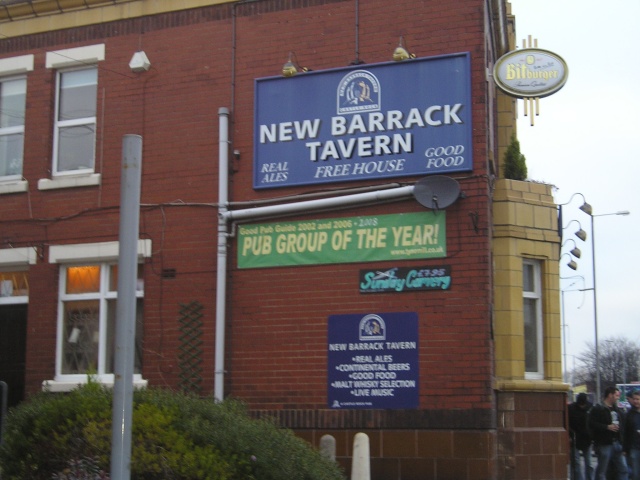 NEW BARRACK
TAVERN
REAL
ALES
FREE HOUSE
GOOD
FOOD
Bitburger
Good Pub Guide 2002 and 2006 + 2008
PUB GROUP OF THE YEAR!
Sunday Carvery £7.95
NEW BARRACK TAVERN
•REAL ALES
•CONTINENTAL BEERS
•GOOD FOOD
•MALT WHISKY SELECTION
•LIVE MUSIC